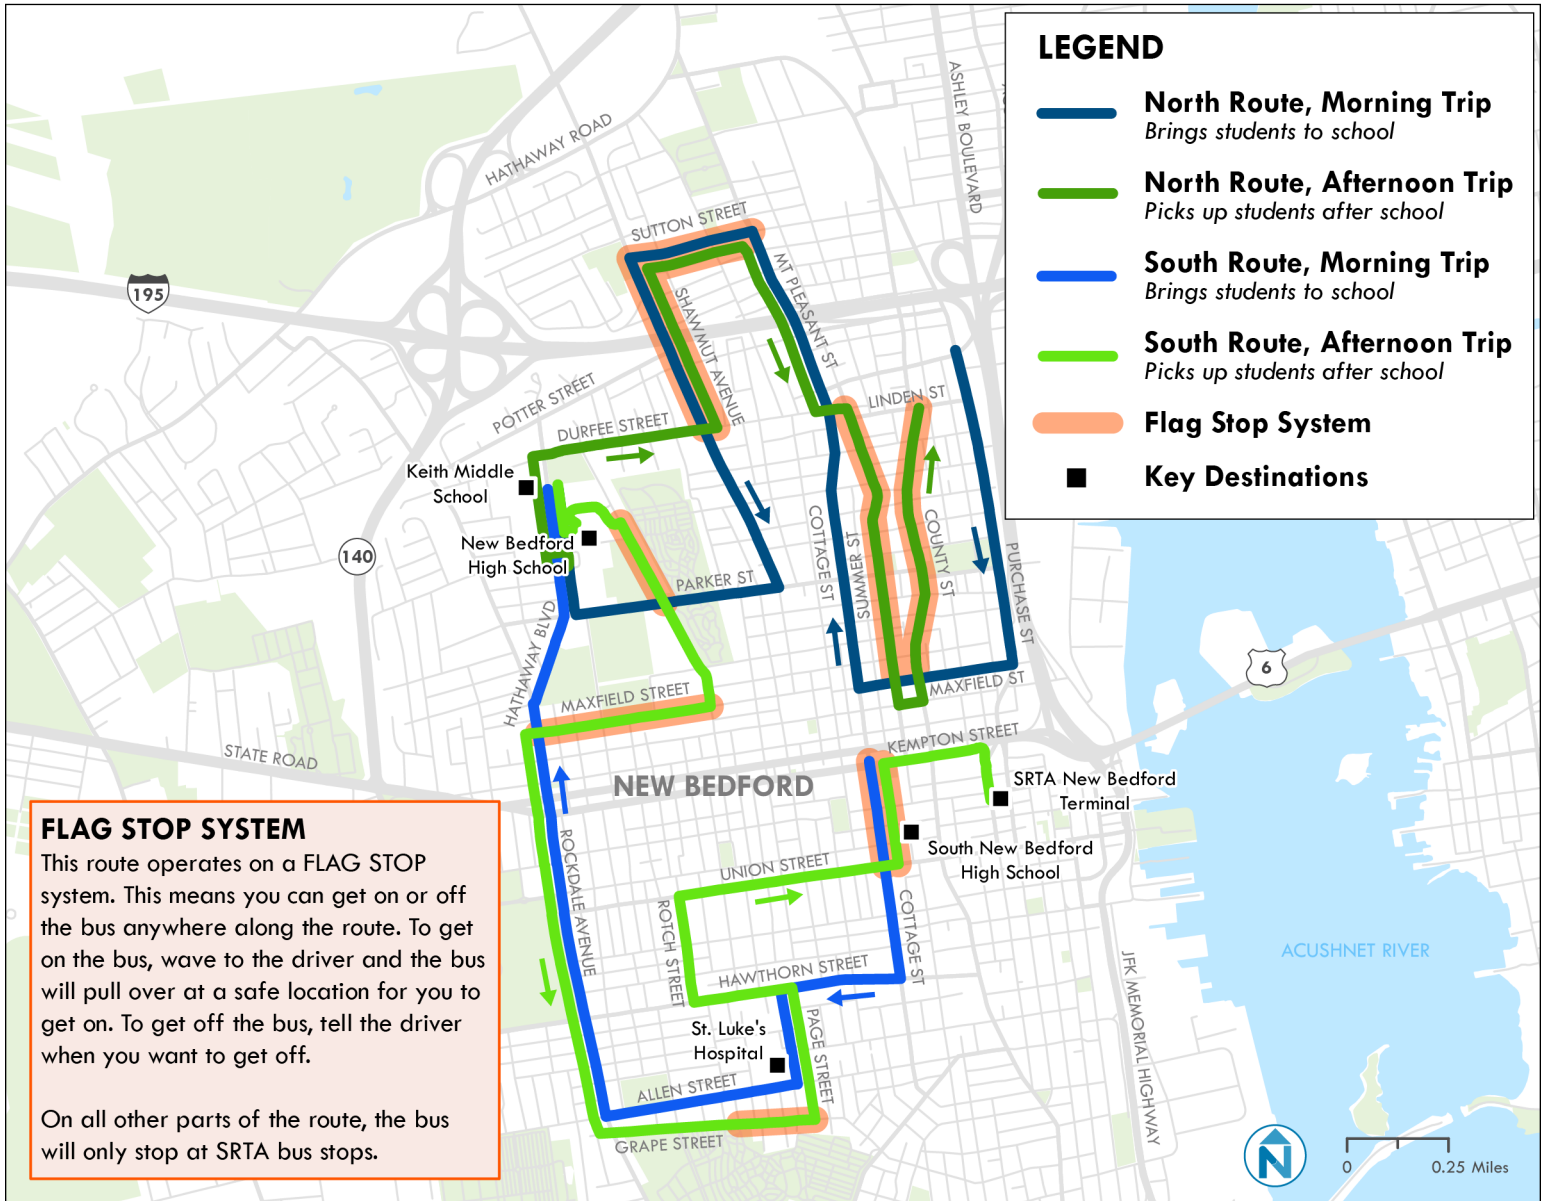 LEGEND
North Route, Morning Trip
Brings students to school
North Route, Afternoon Trip
Picks up students after school
South Route, Morning Trip
Brings students to school
South Route, Afternoon Trip
Picks up students after school
Flag Stop System
Key Destinations
ASHLEY BOULEVARD
HATHAWAY ROAD
SUTTON STREET
195
MT PLEASANT ST
SHAWMUT AVENUE
POTTER STREET
LINDEN ST
DURFEE STREET
Keith Middle
School
New Bedford
High School
140
COTTAGE ST
SUMMER ST
COUNTY ST
PURCHASE ST
PARKER ST
HATHAWAY BLVD
6
MAXFIELD STREET
MAXFIELD ST
STATE ROAD
KEMPTON STREET
NEW BEDFORD
SRTA New Bedford
Terminal
South New Bedford
High School
UNION STREET
ROCKDALE AVENUE
ROTCH STREET
COTTAGE ST
HAWTHORN STREET
ACUSHNET RIVER
JFK MEMORIAL HIGHWAY
St. Luke's
Hospital
PAGE STREET
ALLEN STREET
GRAPE STREET
FLAG STOP SYSTEM
This route operates on a FLAG STOP
system. This means you can get on or off
the bus anywhere along the route. To get
on the bus, wave to the driver and the bus
will pull over at a safe location for you to
get on. To get off the bus, tell the driver
when you want to get off.
On all other parts of the route, the bus
will only stop at SRTA bus stops.
N
0
0.25 Miles